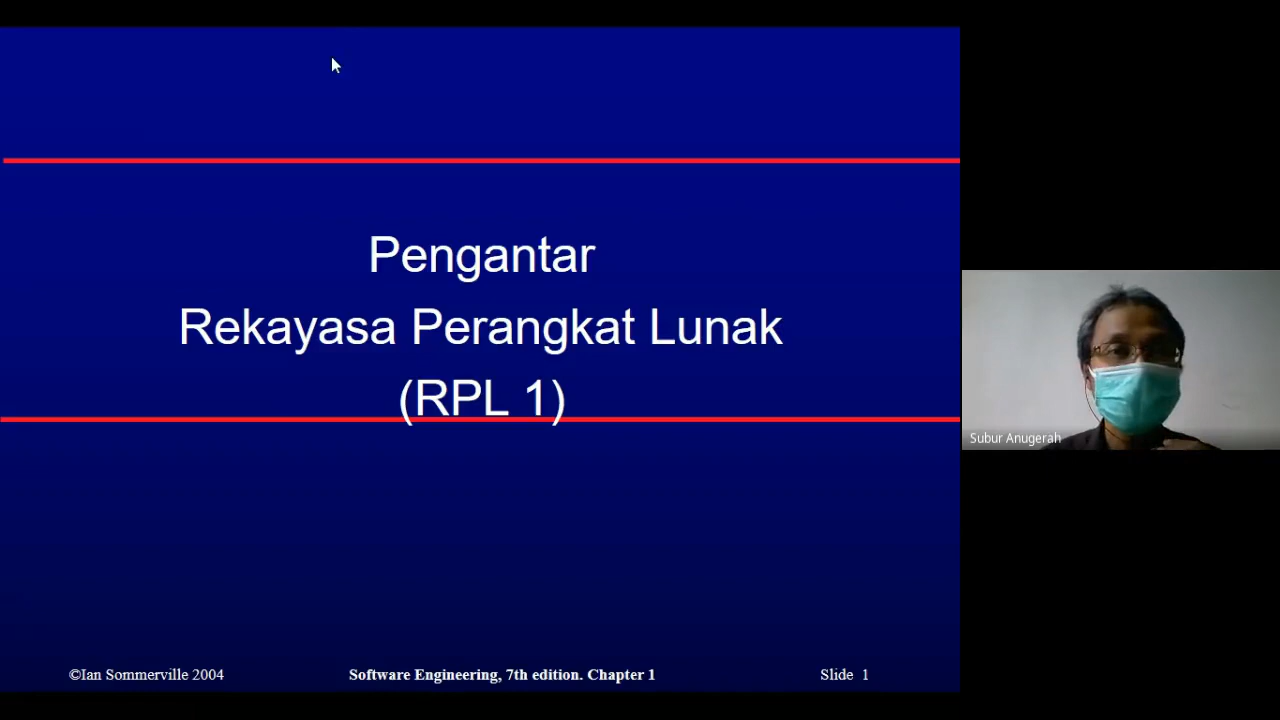 Pengantar
Rekayasa Perangkat Lunak
(RPL 1)
©Ian Sommerville 2004
Software Engineering, 7th edition. Chapter 1
Slide 1
Subur Anugerah